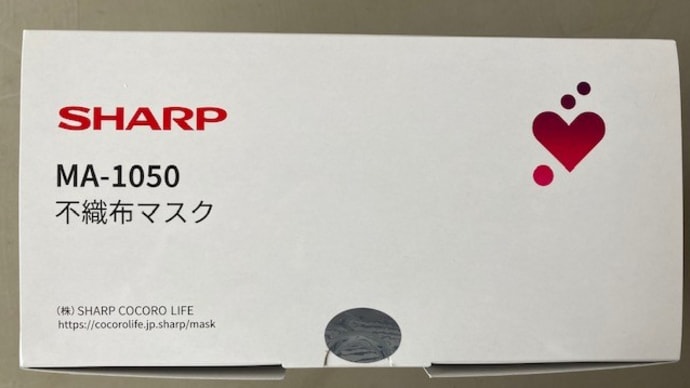 SHARP
MA-1050
不織布マスク
(株) SHARP COCORO LIFE
https://cocorolife.jp.sharp/mask